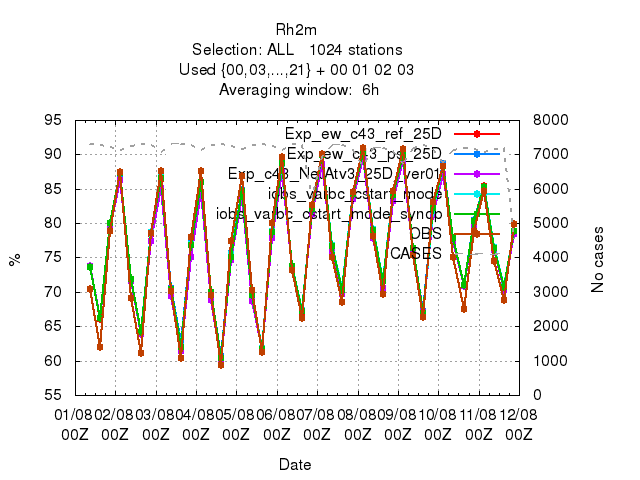 Rh2m
Selection: ALL 1024 stations
Used {00,03,...,21} + 00 01 02 03
Averaging window: 6h
95 8000
Exp_ew_c43_ref_25D
90 7000
Exp_ew_c43_ps_25D
Exp_c43_NetAtv3_25D_ver01
85 6000
iobs_varbc_cstart_mode
iobs_varbc_cstart_mode_synop
80 5000
OBS
CASES
75 4000
%
No cases
70 3000
65 2000
60 1000
55 0
01/08 02/08 03/08 04/08 05/08 06/08 07/08 08/08 09/08 10/08 11/08 12/08
00Z 00Z 00Z 00Z 00Z 00Z 00Z 00Z 00Z 00Z 00Z 00Z
Date